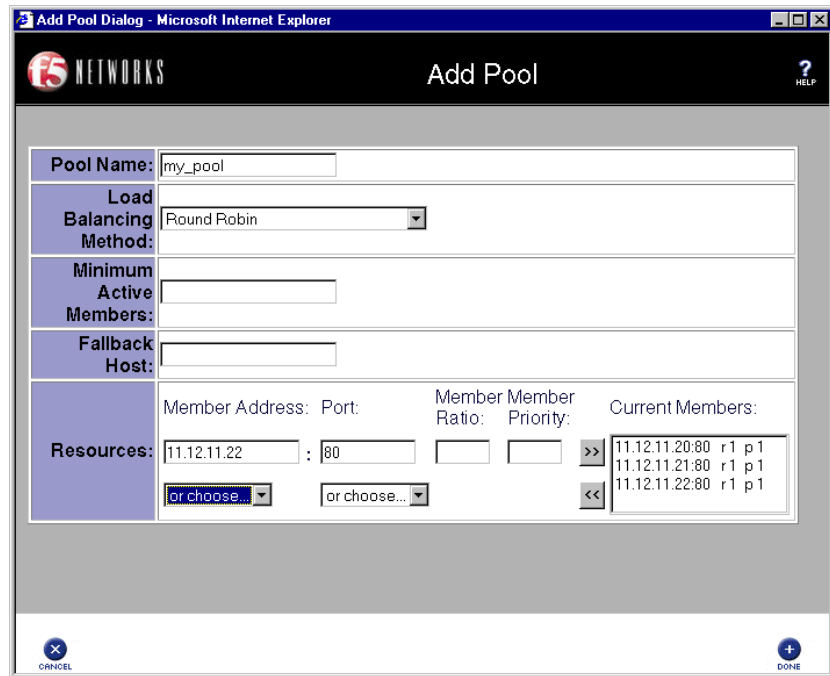 Add Pool Dialog - Microsoft Internet Explorer
f5 NETWORKS
Add Pool
?
HELP
Pool Name:
my_pool
Load
Balancing
Method:
Round Robin
Minimum
Active
Members:
Fallback
Host:
Resources:
Member Address: Port:
Member Member
Ratio: Priority:
Current Members:
11.12.11.22 : 80
>>
11.12.11.20:80 r1 p1
11.12.11.21:80 r1 p1
11.12.11.22:80 r1 p1
or choose... or choose...
<<
CANCEL
DONE